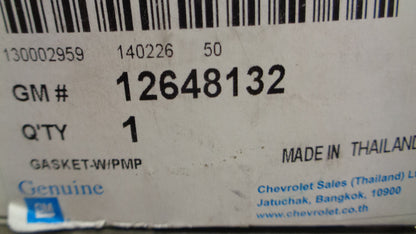 130002959 140226 50
GM # 12648132
Q'TY 1
GASKET-W/PMP
MADE IN THAILAND
Genuine
GM
Chevrolet Sales (Thailand) L
Jatuchak, Bangkok, 10900
www.chevrolet.co.th